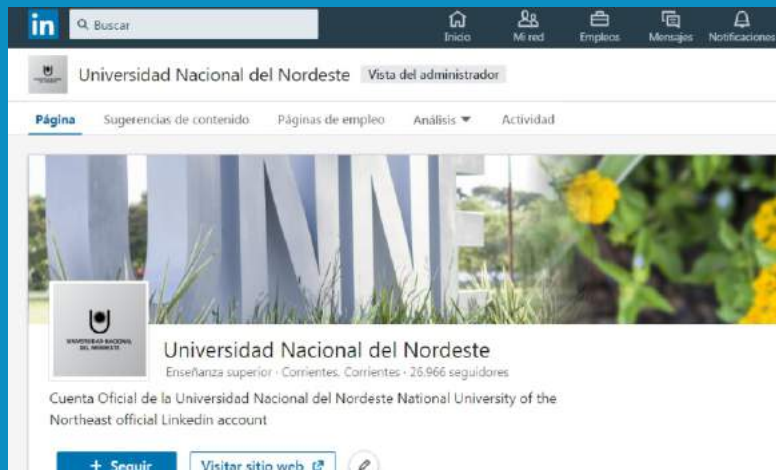 in
Buscar
Inicio
Mi red
Empleos
Mensajes
Notificaciones
Universidad Nacional del Nordeste
Vista del administrador
Página
Sugerencias de contenido
Páginas de empleo
Análisis
Actividad
UNNE
UNIVERSIDAD NACIONAL
DEL NORDESTE
Universidad Nacional del Nordeste
Enseñanza superior · Corrientes, Corrientes · 26.966 seguidores
Cuenta Oficial de la Universidad Nacional del Nordeste National University of the
Northeast official Linkedin account
+ Seguir
Visitar sitio web